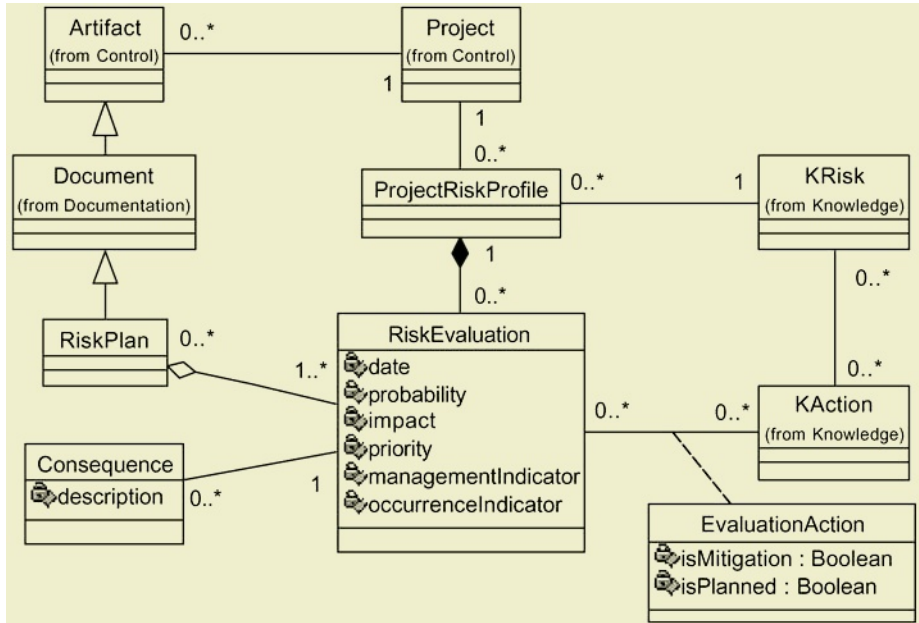 Artifact
(from Control)
0..*
Project
(from Control)
1
1
0..*
Document
(from Documentation)
ProjectRiskProfile
0..*
1
KRisk
(from Knowledge)
1
0..*
0..*
RiskPlan
0..*
1..*
RiskEvaluation
date
probability
impact
priority
managementIndicator
occurrenceIndicator
0..*
0..*
0..*
KAction
(from Knowledge)
Consequence
description
0..*
1
EvaluationAction
isMitigation : Boolean
isPlanned : Boolean